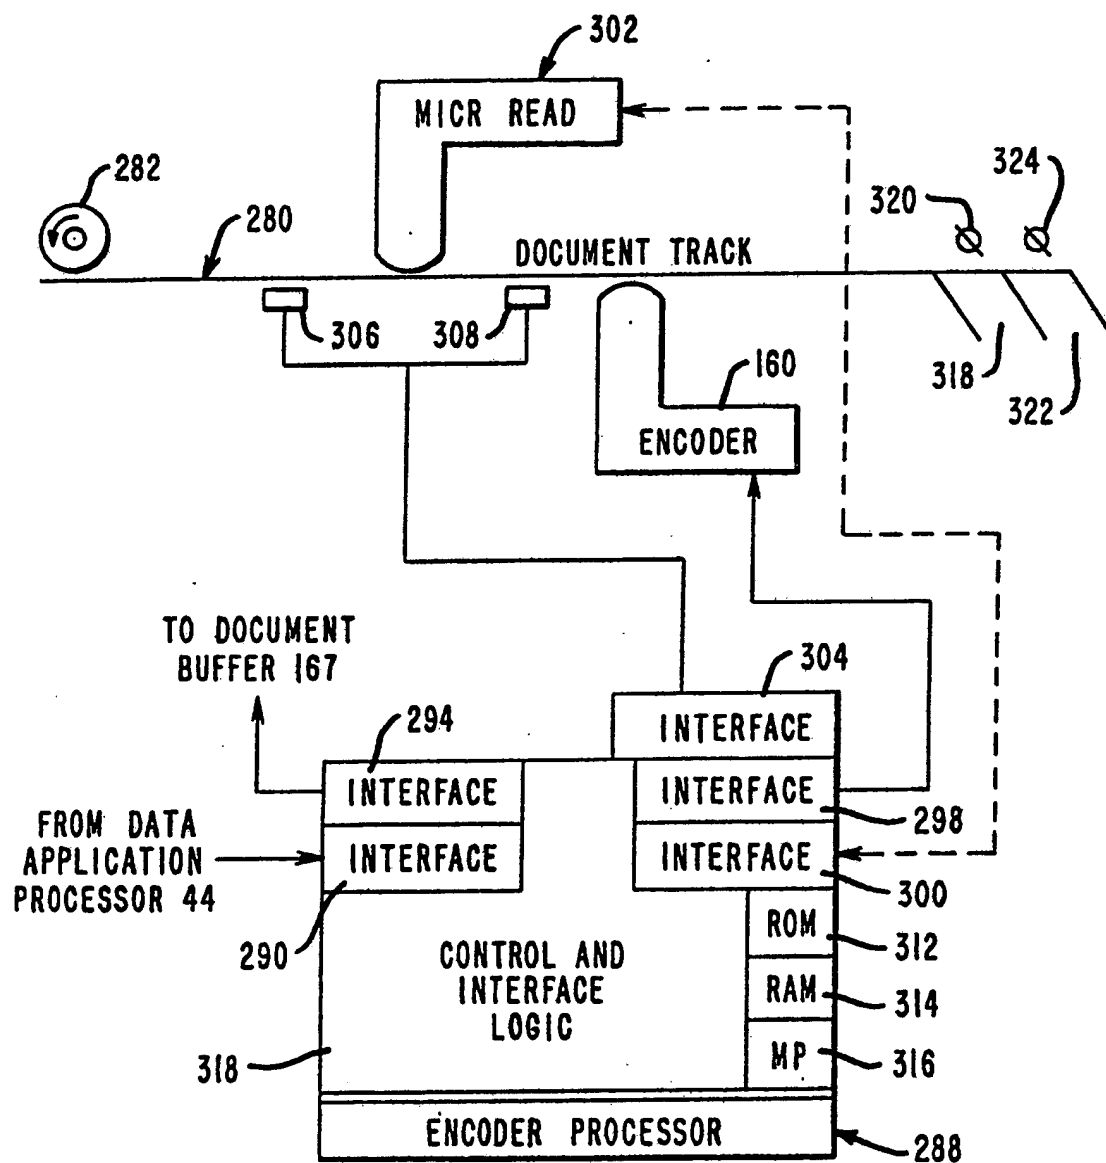 302
MICR READ
282
280
324
320
DOCUMENT TRACK
306
308
318
322
160
ENCODER
TO DOCUMENT
BUFFER 167
304
INTERFACE
294
INTERFACE
INTERFACE
298
FROM DATA
APPLICATION
PROCESSOR 44
INTERFACE
INTERFACE
300
290
ROM
312
CONTROL AND
INTERFACE
LOGIC
RAM
314
MP
316
318
ENCODER PROCESSOR
288